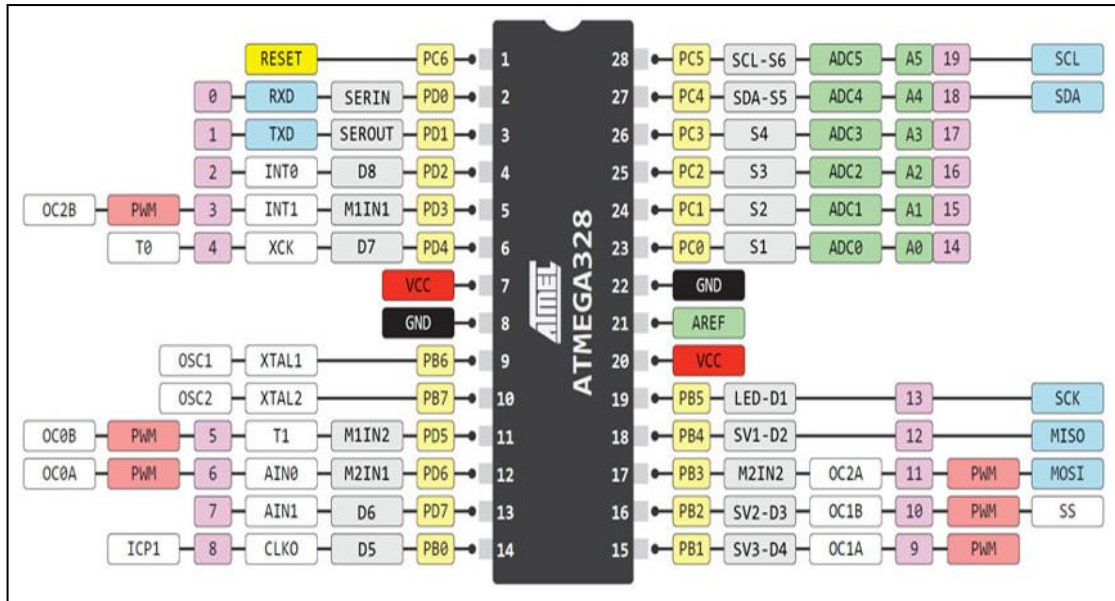 RESET PC6 1 28 PC5 SCL-S6 ADC5 A5 19 SCL
0 RXD SERIN PD0 2 27 PC4 SDA-S5 ADC4 A4 18 SDA
1 TXD SEROUT PD1 3 26 PC3 S4 ADC3 A3 17
2 INT0 D8 PD2 4 25 PC2 S3 ADC2 A2 16
OC2B PWM 3 INT1 M1IN1 PD3 5 24 PC1 S2 ADC1 A1 15
T0 4 XCK D7 PD4 6 23 PC0 S1 ADC0 A0 14
VCC 7 22 GND
GND 8 21 AREF
OSC1 XTAL1 PB6 9 20 VCC
OSC2 XTAL2 PB7 10 19 PB5 LED-D1 13 SCK
OC0B PWM 5 T1 M1IN2 PD5 11 18 PB4 SV1-D2 12 MISO
OC0A PWM 6 AIN0 M2IN1 PD6 12 17 PB3 M2IN2 OC2A 11 PWM MOSI
7 AIN1 D6 PD7 13 16 PB2 SV2-D3 OC1B 10 PWM SS
ICP1 8 CLKO D5 PB0 14 15 PB1 SV3-D4 OC1A 9 PWM
ATMEL
ATMEGA328